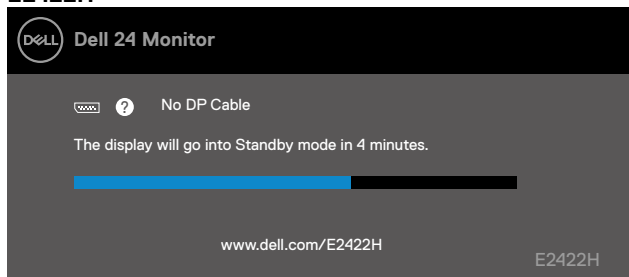 E2422H
DELL Dell 24 Monitor
? No DP Cable
The display will go into Standby mode in 4 minutes.
www.dell.com/E2422H
E2422H